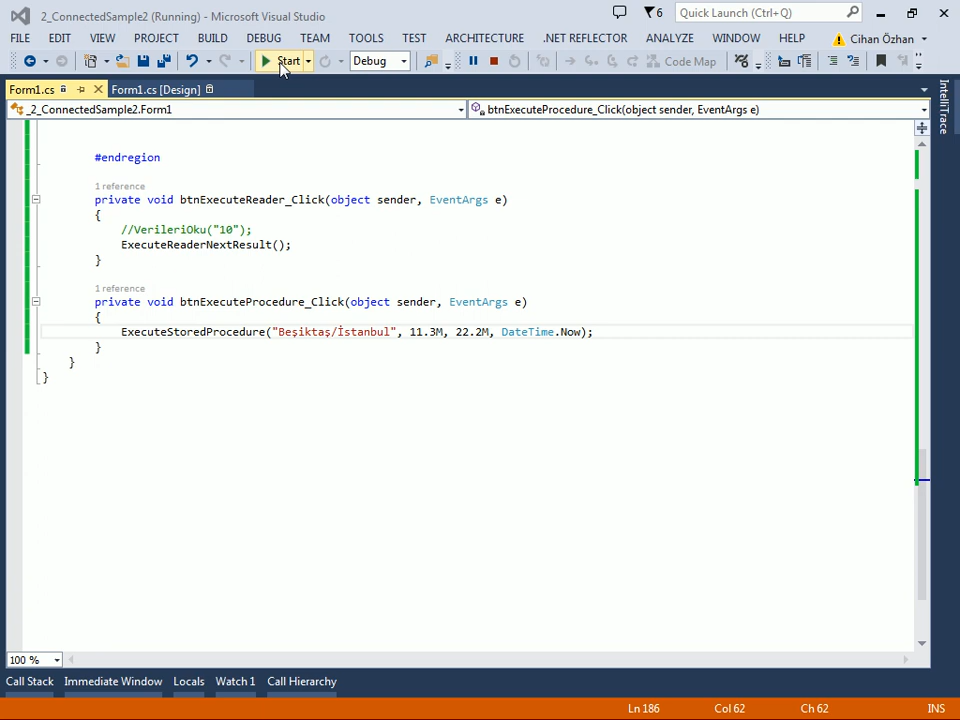 2_ConnectedSample2 (Running) - Microsoft Visual Studio
6
Quick Launch (Ctrl+Q)
FILE EDIT VIEW PROJECT BUILD DEBUG TEAM TOOLS TEST ARCHITECTURE .NET REFLECTOR ANALYZE WINDOW HELP Cihan Özhan
Start Debug Code Map
Form1.cs Form1.cs [Design]
_2_ConnectedSample2.Form1 btnExecuteProcedure_Click(object sender, EventArgs e)
IntelliTrace
#endregion
1 reference
private void btnExecuteReader_Click(object sender, EventArgs e)
{
//VerileriOku("10");
ExecuteReaderNextResult();
}
1 reference
private void btnExecuteProcedure_Click(object sender, EventArgs e)
{
ExecuteStoredProcedure("Beşiktaş/İstanbul", 11.3M, 22.2M, DateTime.Now);
}
}
}
100 %
Call Stack Immediate Window Locals Watch 1 Call Hierarchy
Ln 186 Col 62 Ch 62 INS